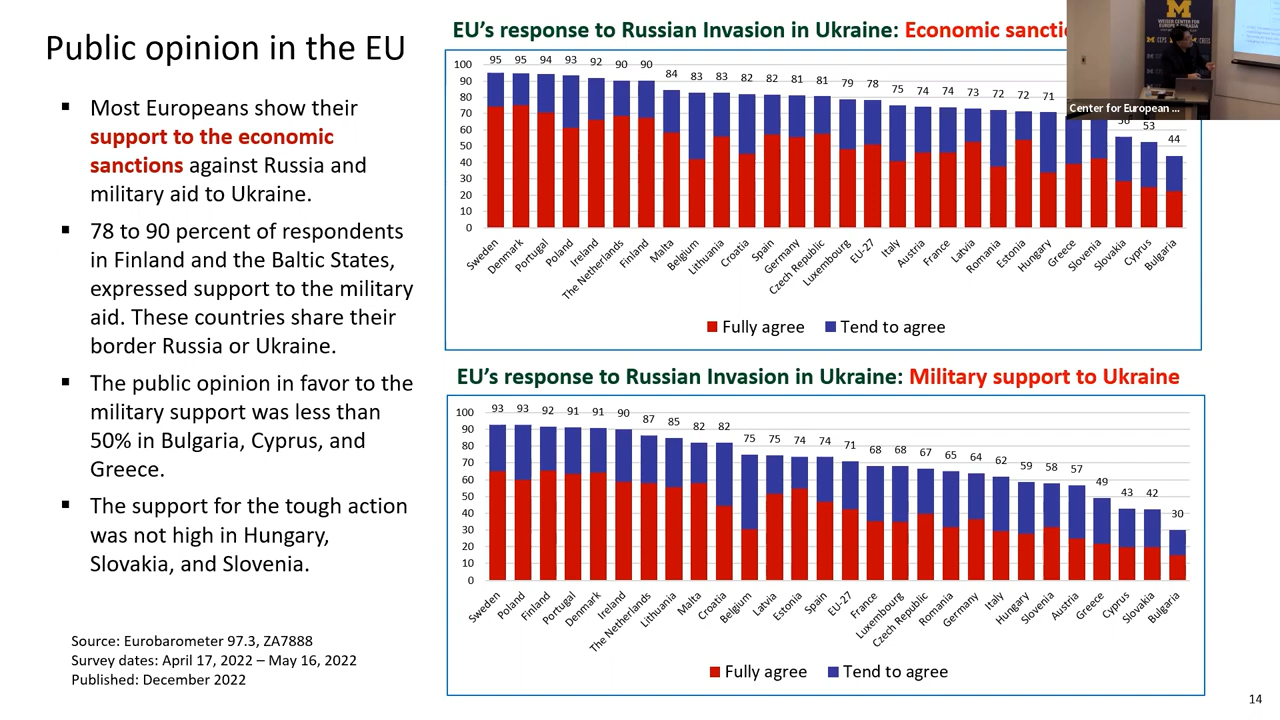 Public opinion in the EU
▪ Most Europeans show their
support to the economic
sanctions against Russia and
military aid to Ukraine.
▪ 78 to 90 percent of respondents
in Finland and the Baltic States,
expressed support to the military
aid. These countries share their
border Russia or Ukraine.
▪ The public opinion in favor to the
military support was less than
50% in Bulgaria, Cyprus, and
Greece.
▪ The support for the tough action
was not high in Hungary,
Slovakia, and Slovenia.
Source: Eurobarometer 97.3, ZA7888
Survey dates: April 17, 2022 – May 16, 2022
Published: December 2022
EU's response to Russian Invasion in Ukraine: Economic
95 95 94 93 92 90 90 84 83 83 82 82 81 81 79 78 75 74 74 73 72 72 71 56 53 44
100
90
80
70
60
50
40
30
20
10
0
Sweden
Denmark
Portugal
Poland
Ireland
The Netherlands
Finland
Malta
Belgium
Lithuania
Croatia
Spain
Germany
Czech Republic
Luxembourg
EU-27
Italy
Austria
France
Latvia
Romania
Estonia
Hungary
Greece
Slovenia
Slovakia
Cyprus
Bulgaria
Fully agree Tend to agree
EU's response to Russian Invasion in Ukraine: Military support to Ukraine
93 93 92 91 91 90 87 85 82 82 75 75 74 74 71 68 68 67 65 64 62 59 58 57 49 43 42 30
100
90
80
70
60
50
40
30
20
10
0
Sweden
Poland
Finland
Portugal
Denmark
Ireland
The Netherlands
Lithuania
Malta
Croatia
Belgium
Latvia
Estonia
Spain
EU-27
France
Luxembourg
Czech Republic
Romania
Germany
Italy
Hungary
Slovenia
Austria
Greece
Cyprus
Slovakia
Bulgaria
Fully agree Tend to agree
M
WEISER CENTER FOR
EUROPE & EURASIA
Center for European ...
14